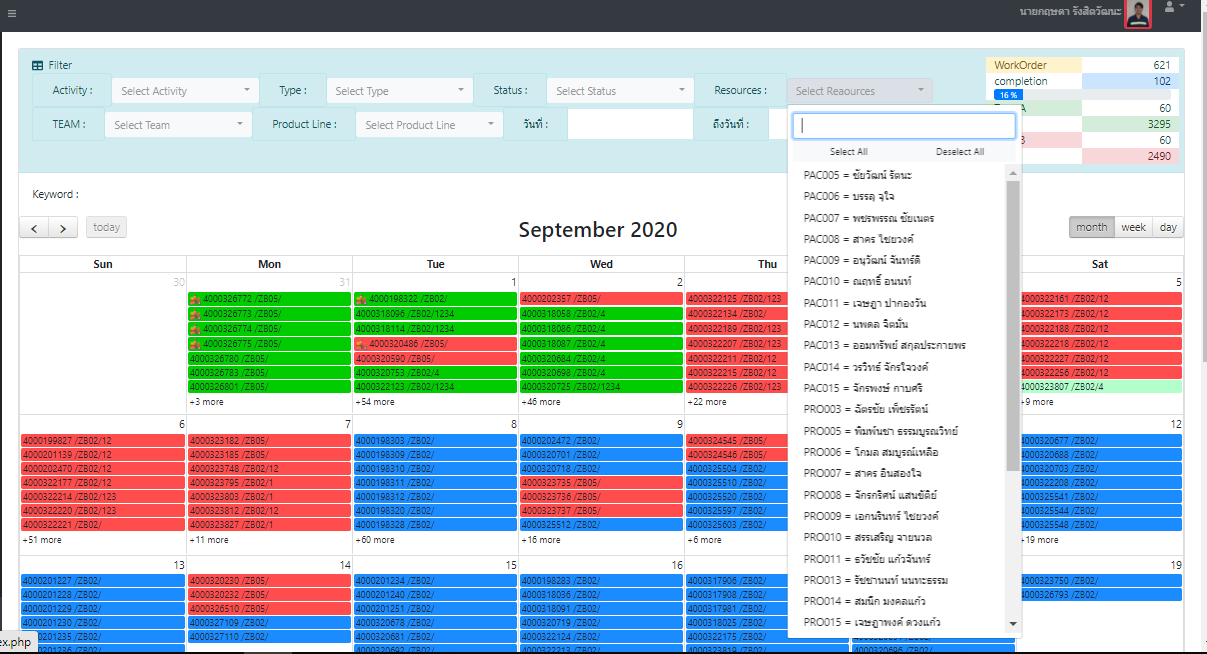 นายกฤษดา รังสิตวัฒนะ
Filter
Activity : Select Activity Type : Select Type Status : Select Status Resources : Select Reaources
TEAM : Select Team Product Line : Select Product Line วันที่ : ถึงวันที่ :
WorkOrder 621
completion 102
16 %
A 60
3295
3 60
2490
Select All Deselect All
PAC005 = ชัยวัฒน์ รัตนะ
PAC006 = บรรลุ จุใจ
PAC007 = พชรพรรณ ชัยเนตร
PAC008 = สาคร ไชยวงศ์
PAC009 = อนุวัฒน์ จันทร์ดี
PAC010 = ณฤทธิ์ อนนท์
PAC011 = เจษฎา ปากองวัน
PAC012 = นพดล จิตมั่น
PAC013 = ออมทรัพย์ สกุลประกายพร
PAC014 = วรวิทธ์ จักรใจวงค์
PAC015 = จักรพงษ์ กาบศรี
PRO003 = ฉัตรชัย เพ็ชรรัตน์
PRO005 = พิมพ์นชา ธรรมบูรณวิทย์
PRO006 = โกมล สมบูรณ์เหลือ
PRO007 = สาคร อินสองใจ
PRO008 = จักรกริศน์ แสนขัติย์
PRO009 = เอกนรินทร์ ไชยวงค์
PRO010 = สรรเสริญ จายนวล
PRO011 = ธวัชชัย แก้วจันทร์
PRO013 = รัชชานนท์ นนทะธรรม
PRO014 = สมนึก มงคลแก้ว
PRO015 = เจษฎาพงค์ ดวงแก้ว
Keyword :
today
September 2020
month week day
Sun Mon Tue Wed Thu Sat
30 31 1 2 5
4000326772 /ZB05/ 4000198322 /ZB02/ 4000202357 /ZB05/ 4000322125 /ZB02/123 4000322161 /ZB02/12
4000326773 /ZB05/ 4000318096 /ZB02/1234 4000318058 /ZB02/4 4000322134 /ZB02/ 4000322173 /ZB02/12
4000326774 /ZB05/ 4000318114 /ZB02/1234 4000318086 /ZB02/4 4000322189 /ZB02/123 4000322188 /ZB02/12
4000326775 /ZB05/ 4000320486 /ZB05/ 4000318087 /ZB02/4 4000322207 /ZB02/123 4000322218 /ZB02/12
4000326780 /ZB05/ 4000320590 /ZB05/ 4000320684 /ZB02/4 4000322211 /ZB02/12 4000322227 /ZB02/12
4000326783 /ZB05/ 4000320753 /ZB02/4 4000320698 /ZB02/4 4000322215 /ZB02/12 4000322256 /ZB02/12
4000326801 /ZB05/ 4000322123 /ZB02/1234 4000320725 /ZB02/1234 4000322226 /ZB02/123 4000323807 /ZB02/4
+3 more +54 more +46 more +22 more +9 more
6 7 8 9 12
4000199827 /ZB02/12 4000323182 /ZB05/ 4000198303 /ZB02/ 4000202472 /ZB02/ 4000324545 /ZB05/ 4000320677 /ZB02/
4000201139 /ZB02/12 4000323185 /ZB05/ 4000198309 /ZB02/ 4000320701 /ZB02/ 4000324546 /ZB05/ 4000320688 /ZB02/
4000202470 /ZB02/12 4000323748 /ZB02/12 4000198310 /ZB02/ 4000320718 /ZB02/ 4000325504 /ZB02/ 4000320703 /ZB02/
4000322177 /ZB02/12 4000323795 /ZB02/1 4000198311 /ZB02/ 4000323735 /ZB05/ 4000325510 /ZB02/ 4000322208 /ZB02/
4000322214 /ZB02/123 4000323803 /ZB02/1 4000198312 /ZB02/ 4000323736 /ZB05/ 4000325520 /ZB02/ 4000325541 /ZB02/
4000322220 /ZB02/123 4000323812 /ZB02/12 4000198320 /ZB02/ 4000323737 /ZB05/ 4000325597 /ZB02/ 4000325544 /ZB02/
4000322221 /ZB02/ 4000323827 /ZB02/1 4000198328 /ZB02/ 4000325512 /ZB02/ 4000325603 /ZB02/ 4000325548 /ZB02/
+51 more +11 more +60 more +16 more +6 more +19 more
13 14 15 16 19
4000201227 /ZB02/ 4000320230 /ZB05/ 4000201234 /ZB02/ 4000198283 /ZB02/ 4000317906 /ZB02/ 4000323750 /ZB02/
4000201228 /ZB02/ 4000320232 /ZB05/ 4000201240 /ZB02/ 4000318036 /ZB02/ 4000317908 /ZB02/ 4000326793 /ZB02/
4000201229 /ZB02/ 4000326510 /ZB05/ 4000201251 /ZB02/ 4000318091 /ZB02/ 4000317981 /ZB02/
4000201230 /ZB02/ 4000327109 /ZB02/ 4000320678 /ZB02/ 4000320719 /ZB02/ 4000318025 /ZB02/
4000201235 /ZB02/ 4000327110 /ZB02/ 4000320681 /ZB02/ 4000322124 /ZB02/ 4000322175 /ZB02/
4000201236 /ZB02/ 4000320692 /ZB02/ 4000322213 /ZB02/ 4000323819 /ZB02/ 4000320696 /ZB02/
ex.php